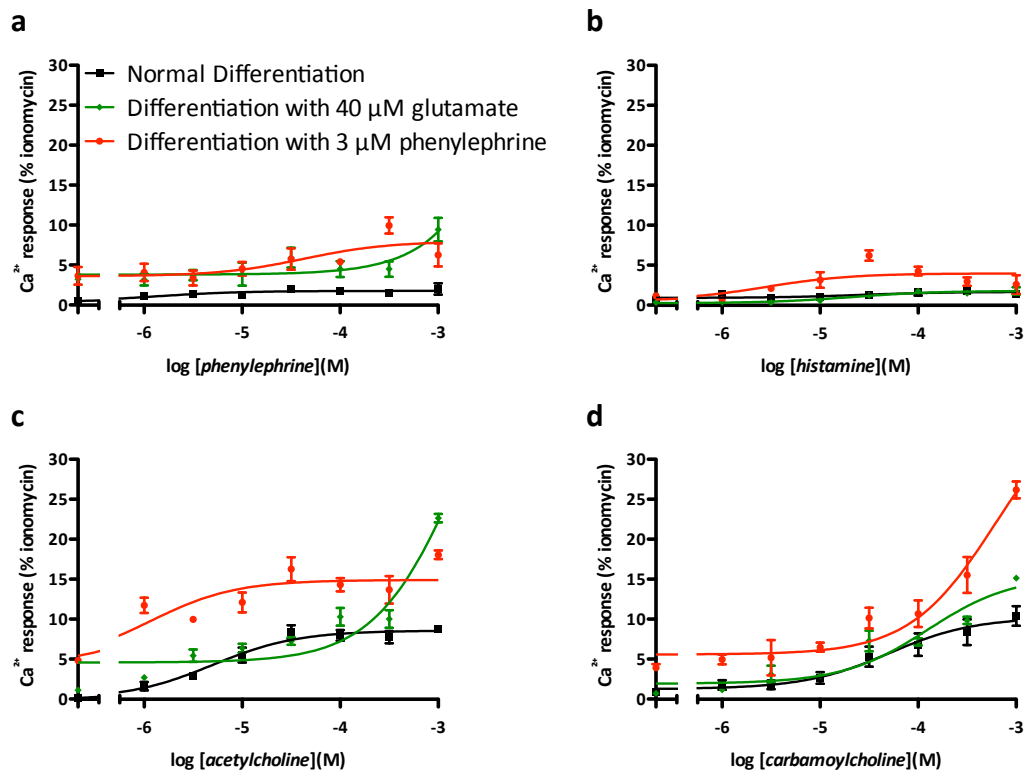 a
30
25
20
15
10
5
0
Ca²⁺ response (% ionomycin)
Normal Differentiation
Differentiation with 40 µM glutamate
Differentiation with 3 µM phenylephrine
-6
-5
-4
-3
log [phenylephrine](M)
b
30
25
20
15
10
5
0
Ca²⁺ response (% ionomycin)
-6
-5
-4
-3
log [histamine](M)
c
30
25
20
15
10
5
0
Ca²⁺ response (% ionomycin)
-6
-5
-4
-3
log [acetylcholine](M)
d
30
25
20
15
10
5
0
Ca²⁺ response (% ionomycin)
-6
-5
-4
-3
log [carbamoylcholine](M)